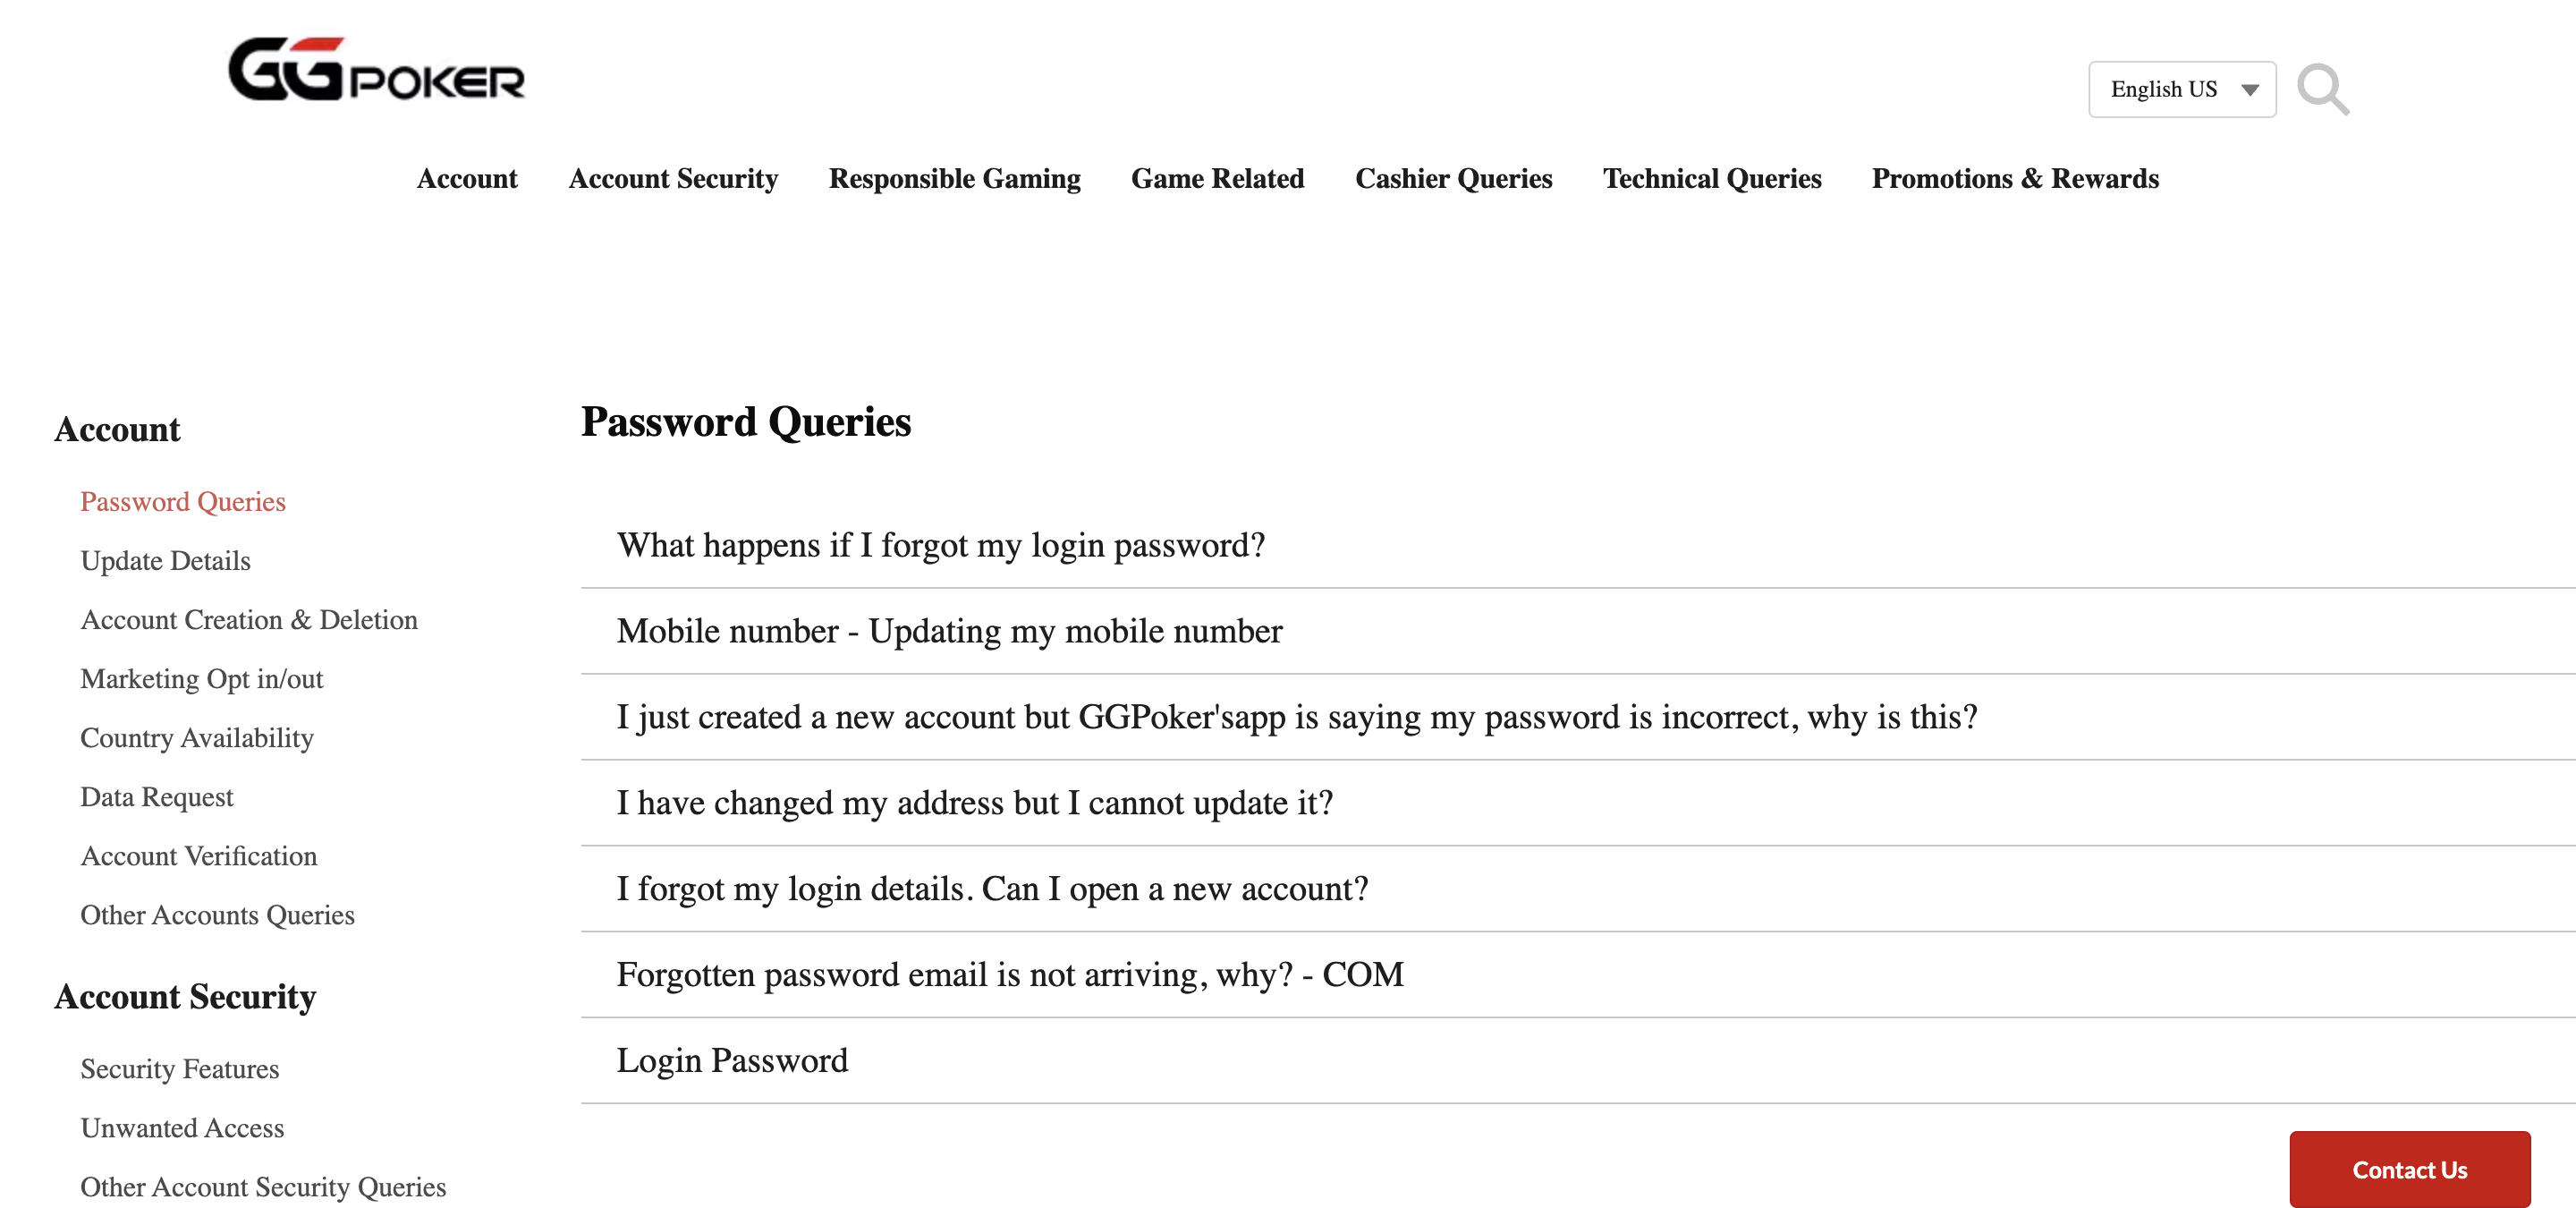 GGPOKER
English US
Account Account Security Responsible Gaming Game Related Cashier Queries Technical Queries Promotions & Rewards
Account
Password Queries
Update Details
Account Creation & Deletion
Marketing Opt in/out
Country Availability
Data Request
Account Verification
Other Accounts Queries
Account Security
Security Features
Unwanted Access
Other Account Security Queries
Password Queries
What happens if I forgot my login password?
Mobile number - Updating my mobile number
I just created a new account but GGPoker'sapp is saying my password is incorrect, why is this?
I have changed my address but I cannot update it?
I forgot my login details. Can I open a new account?
Forgotten password email is not arriving, why? - COM
Login Password
Contact Us